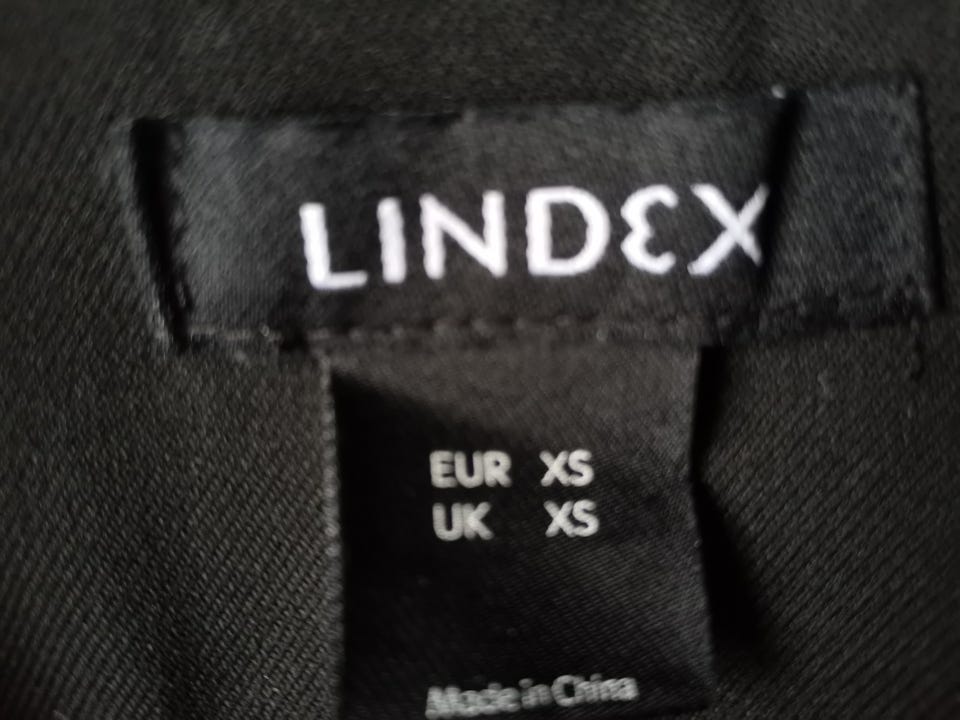 LINDEX
EUR XS
UK XS
Made in China